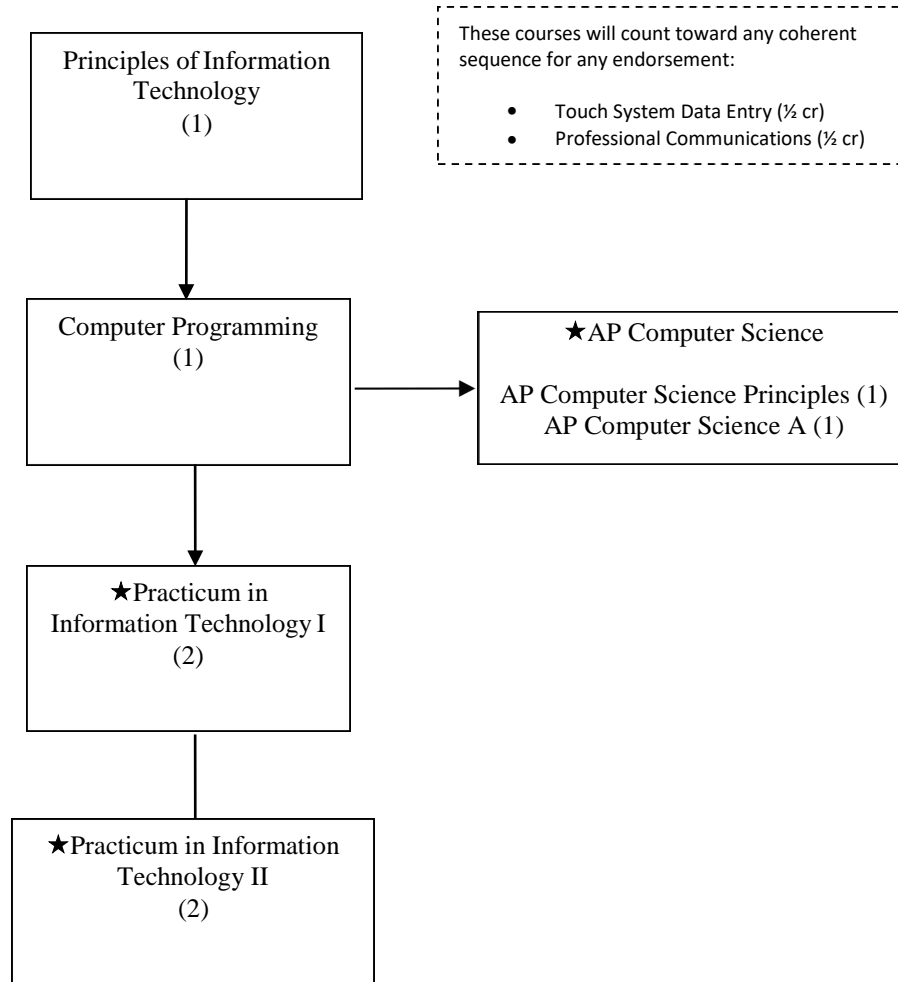 Principles of Information
Technology
(1)
These courses will count toward any coherent
sequence for any endorsement:
• Touch System Data Entry (½ cr)
• Professional Communications (½ cr)
Computer Programming
(1)
★AP Computer Science
AP Computer Science Principles (1)
AP Computer Science A (1)
★Practicum in
Information Technology I
(2)
★Practicum in Information
Technology II
(2)